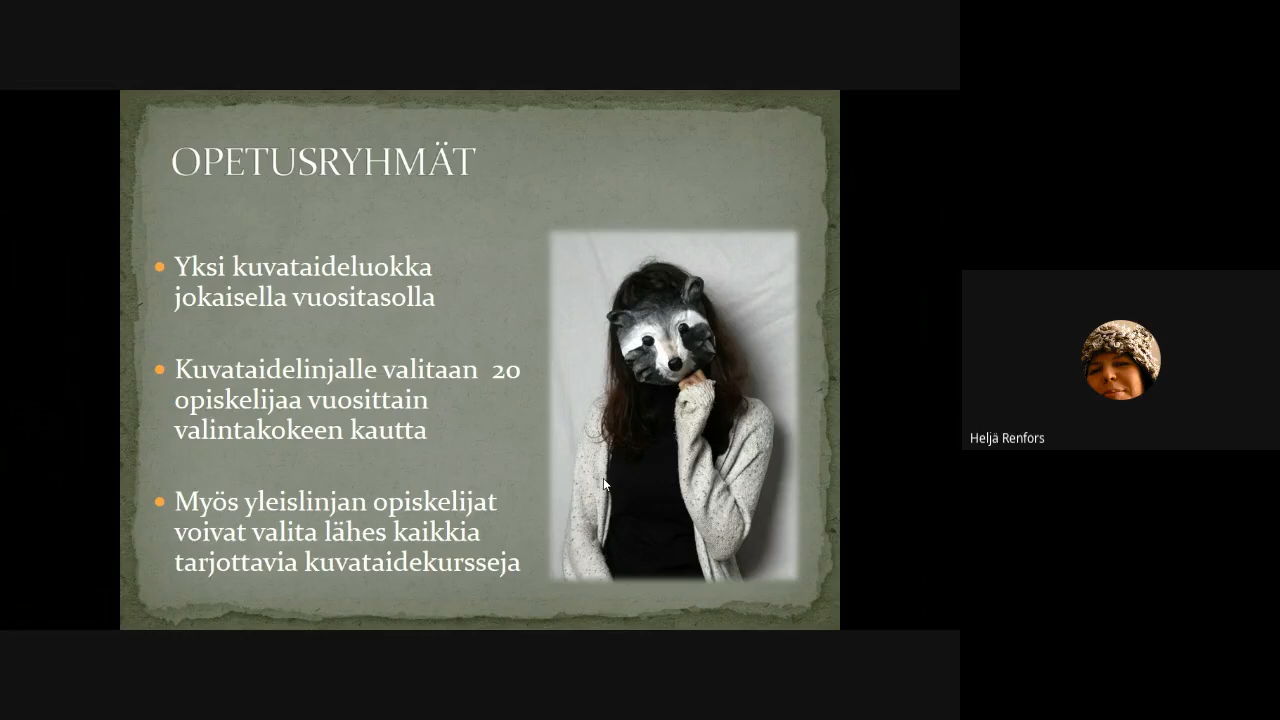 OPETUSRYHMÄT
Yksi kuvataideluokka
jokaisella vuositasolla
Kuvataidelinjalle valitaan 20
opiskelijaa vuosittain
valintakokeen kautta
Myös yleislinjan opiskelijat
voivat valita lähes kaikkia
tarjottavia kuvataidekursseja
Heljä Renfors